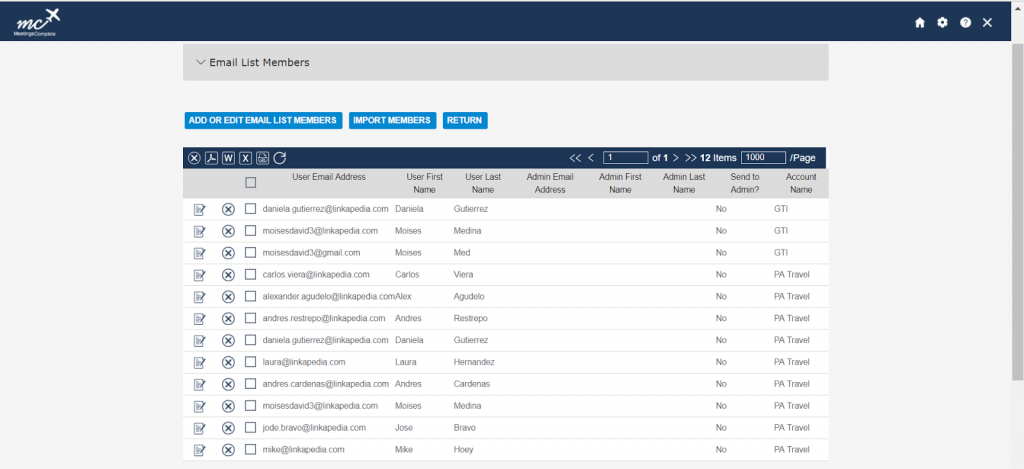 mc
MeetingsComplete
Email List Members
ADD OR EDIT EMAIL LIST MEMBERS IMPORT MEMBERS RETURN
W X << < 1 of 1 > >> 12 Items 1000 /Page
User Email Address User First Name User Last Name Admin Email Address Admin First Name Admin Last Name Send to Admin? Account Name
daniela.gutierrez@linkapedia.com Daniela Gutierrez No GTI
moisesdavid3@linkapedia.com Moises Medina No GTI
moisesdavid3@gmail.com Moises Med No GTI
carlos.viera@linkapedia.com Carlos Viera No PA Travel
alexander.agudelo@linkapedia.comAlex Agudelo No PA Travel
andres.restrepo@linkapedia.com Andres Restrepo No PA Travel
daniela.gutierrez@linkapedia.com Daniela Gutierrez No PA Travel
laura@linkapedia.com Laura Hernandez No PA Travel
andres.cardenas@linkapedia.com Andres Cardenas No PA Travel
moisesdavid3@linkapedia.com Moises Medina No PA Travel
jode.bravo@linkapedia.com Jose Bravo No PA Travel
mike@linkapedia.com Mike Hoey No PA Travel